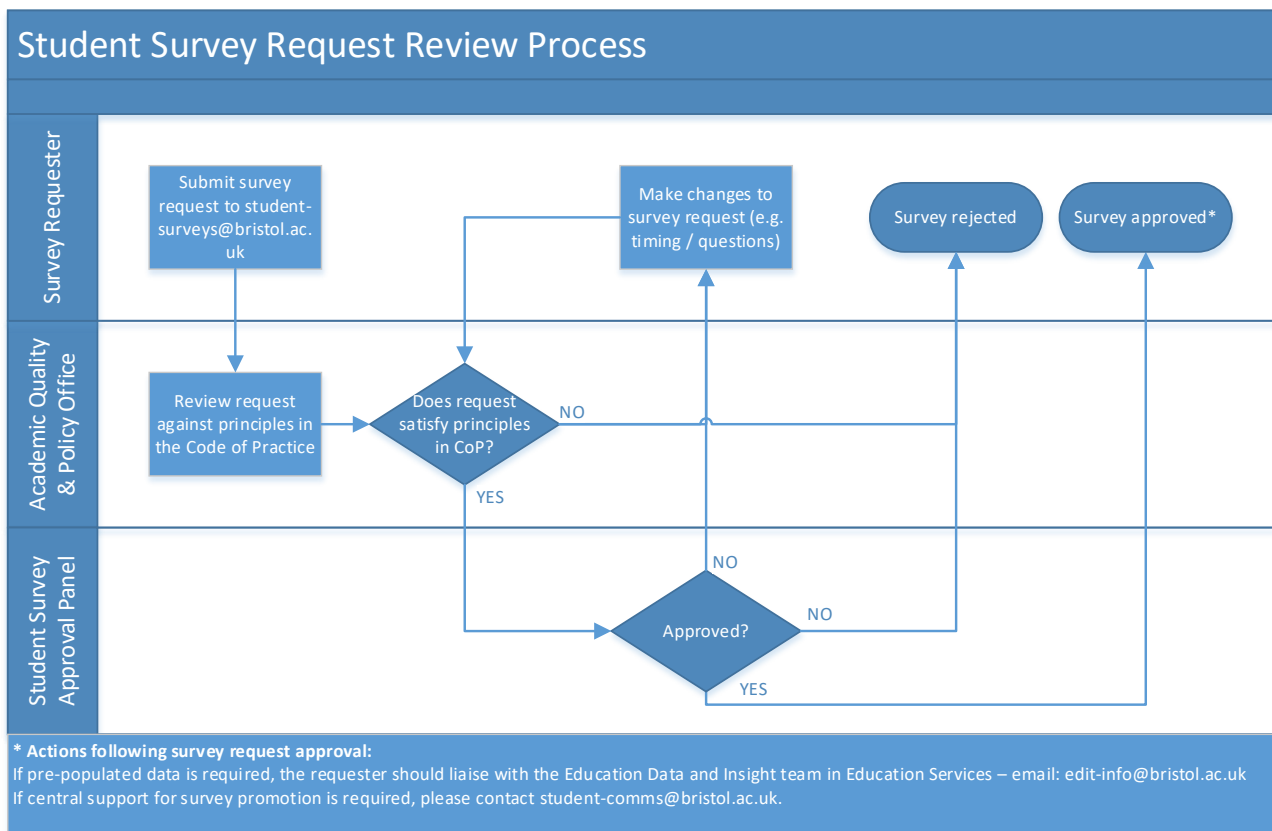 Student Survey Request Review Process
Survey Requester
Submit survey
request to student-
surveys@bristol.ac.
uk
Make changes to
survey request (e.g.
timing / questions)
Survey rejected
Survey approved*
Academic Quality
& Policy Office
Review request
against principles in
the Code of Practice
Does request
satisfy principles
in CoP?
NO
YES
Student Survey
Approval Panel
Approved?
NO
NO
YES
* Actions following survey request approval:
If pre-populated data is required, the requester should liaise with the Education Data and Insight team in Education Services – email: edit-info@bristol.ac.uk
If central support for survey promotion is required, please contact student-comms@bristol.ac.uk.